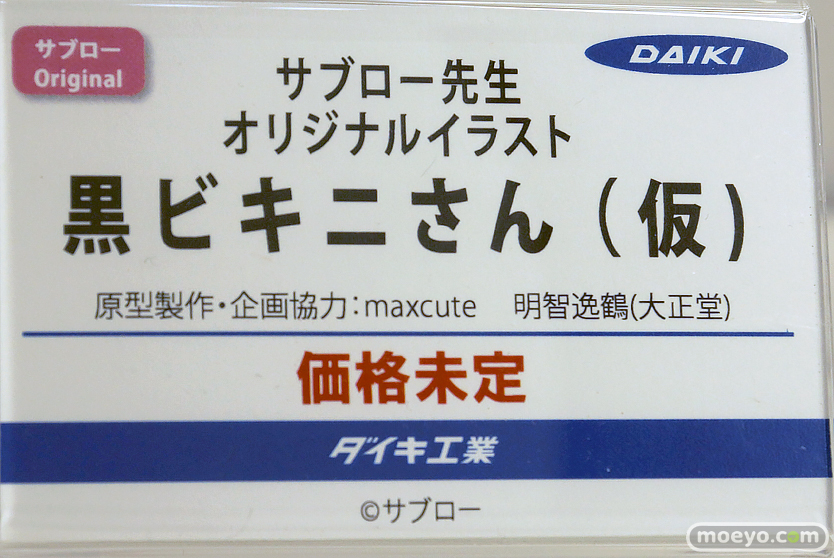 サブロー
Original
DAIKI
サブロー先生
オリジナルイラスト
黒ビキニさん（仮)
原型製作・企画協力：maxcute　明智逸鶴(大正堂)
価格未定
ダイキ工業
©サブロー
moeyo.com